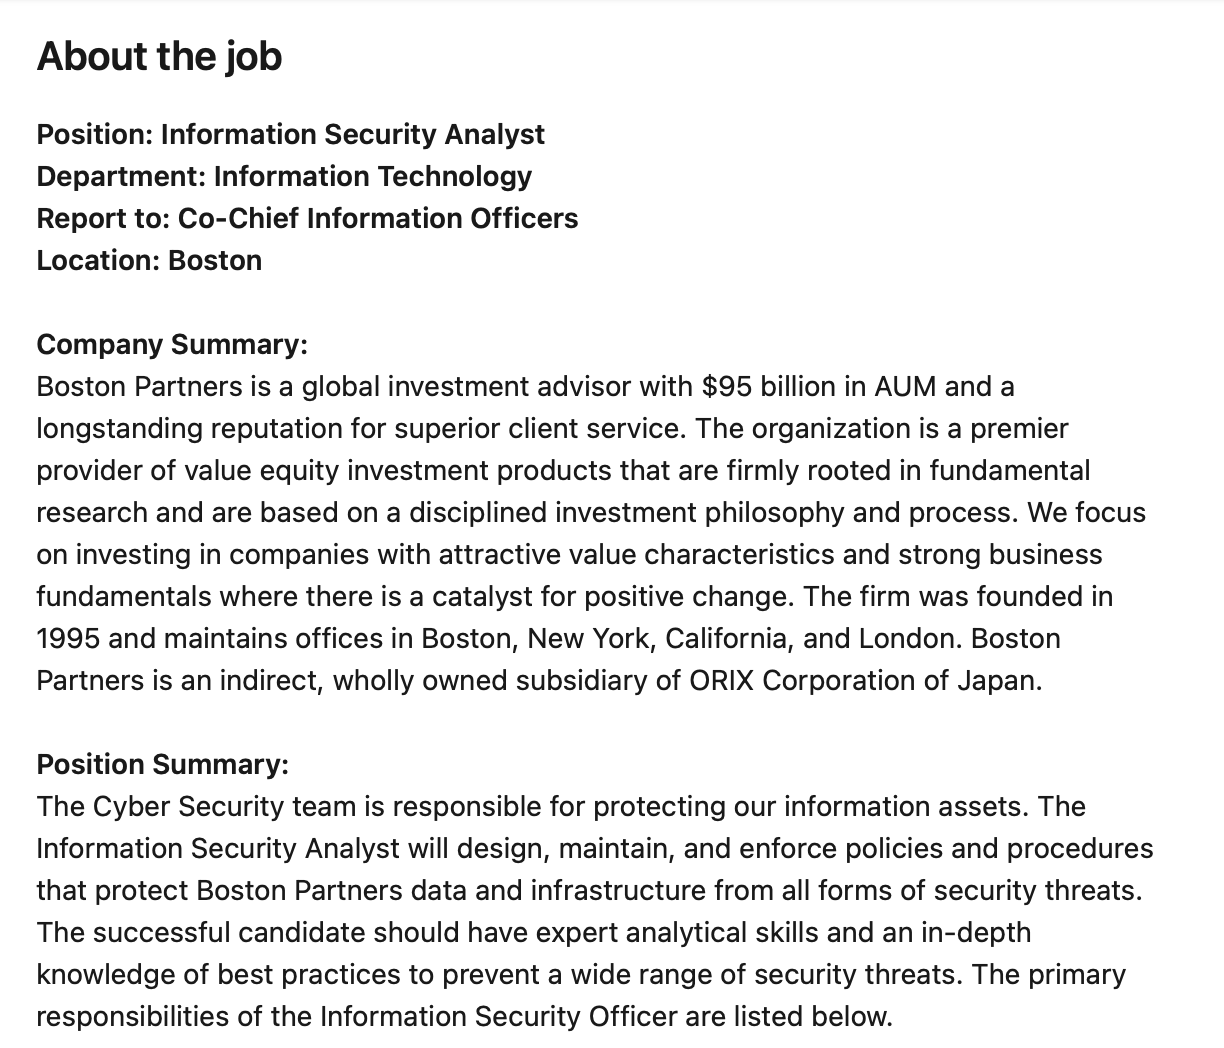 About the job
Position: Information Security Analyst
Department: Information Technology
Report to: Co-Chief Information Officers
Location: Boston
Company Summary:
Boston Partners is a global investment advisor with $95 billion in AUM and a
longstanding reputation for superior client service. The organization is a premier
provider of value equity investment products that are firmly rooted in fundamental
research and are based on a disciplined investment philosophy and process. We focus
on investing in companies with attractive value characteristics and strong business
fundamentals where there is a catalyst for positive change. The firm was founded in
1995 and maintains offices in Boston, New York, California, and London. Boston
Partners is an indirect, wholly owned subsidiary of ORIX Corporation of Japan.
Position Summary:
The Cyber Security team is responsible for protecting our information assets. The
Information Security Analyst will design, maintain, and enforce policies and procedures
that protect Boston Partners data and infrastructure from all forms of security threats.
The successful candidate should have expert analytical skills and an in-depth
knowledge of best practices to prevent a wide range of security threats. The primary
responsibilities of the Information Security Officer are listed below.